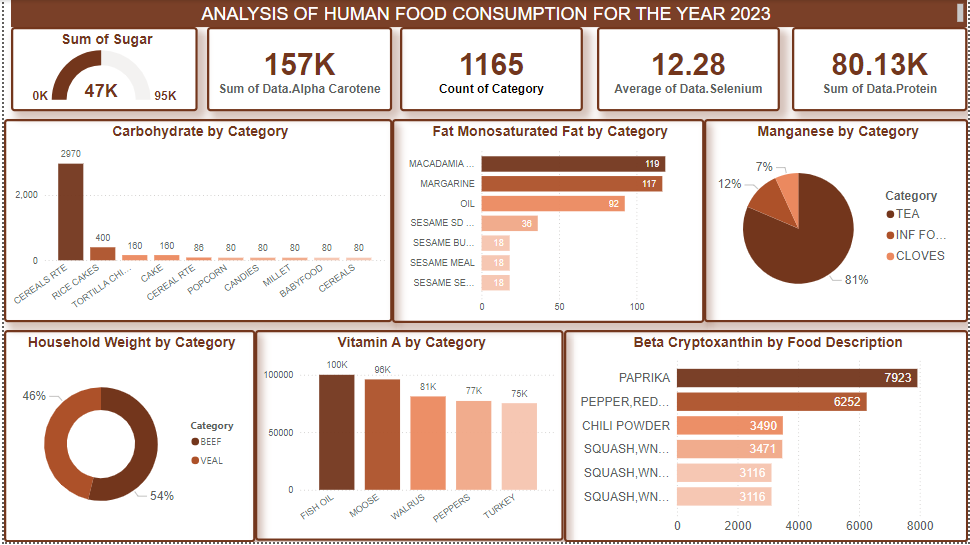 ANALYSIS OF HUMAN FOOD CONSUMPTION FOR THE YEAR 2023
Sum of Sugar
0K
47K
95K
157K
Sum of Data.Alpha Carotene
1165
Count of Category
12.28
Average of Data.Selenium
80.13K
Sum of Data.Protein
Carbohydrate by Category
2,000
0
2970
400
160
160
86
80
80
80
80
80
CEREALS RTE
RICE CAKES
TORTILLA CHI...
CAKE
CEREAL RTE
POPCORN
CANDIES
MILLET
BABYFOOD
CEREALS
Fat Monosaturated Fat by Category
MACADAMIA ... 119
MARGARINE 117
OIL 92
SESAME SD ... 36
SESAME BU... 18
SESAME MEAL 18
SESAME SE... 18
0 50 100
Manganese by Category
7%
12%
81%
Category
TEA
INF FO...
CLOVES
Household Weight by Category
46%
54%
Category
BEEF
VEAL
Vitamin A by Category
100000
50000
0
100K
96K
81K
77K
75K
FISH OIL
MOOSE
WALRUS
PEPPERS
TURKEY
Beta Cryptoxanthin by Food Description
PAPRIKA 7923
PEPPER,RED... 6252
CHILI POWDER 3490
SQUASH,WN... 3471
SQUASH,WN... 3116
SQUASH,WN... 3116
0 2000 4000 6000 8000